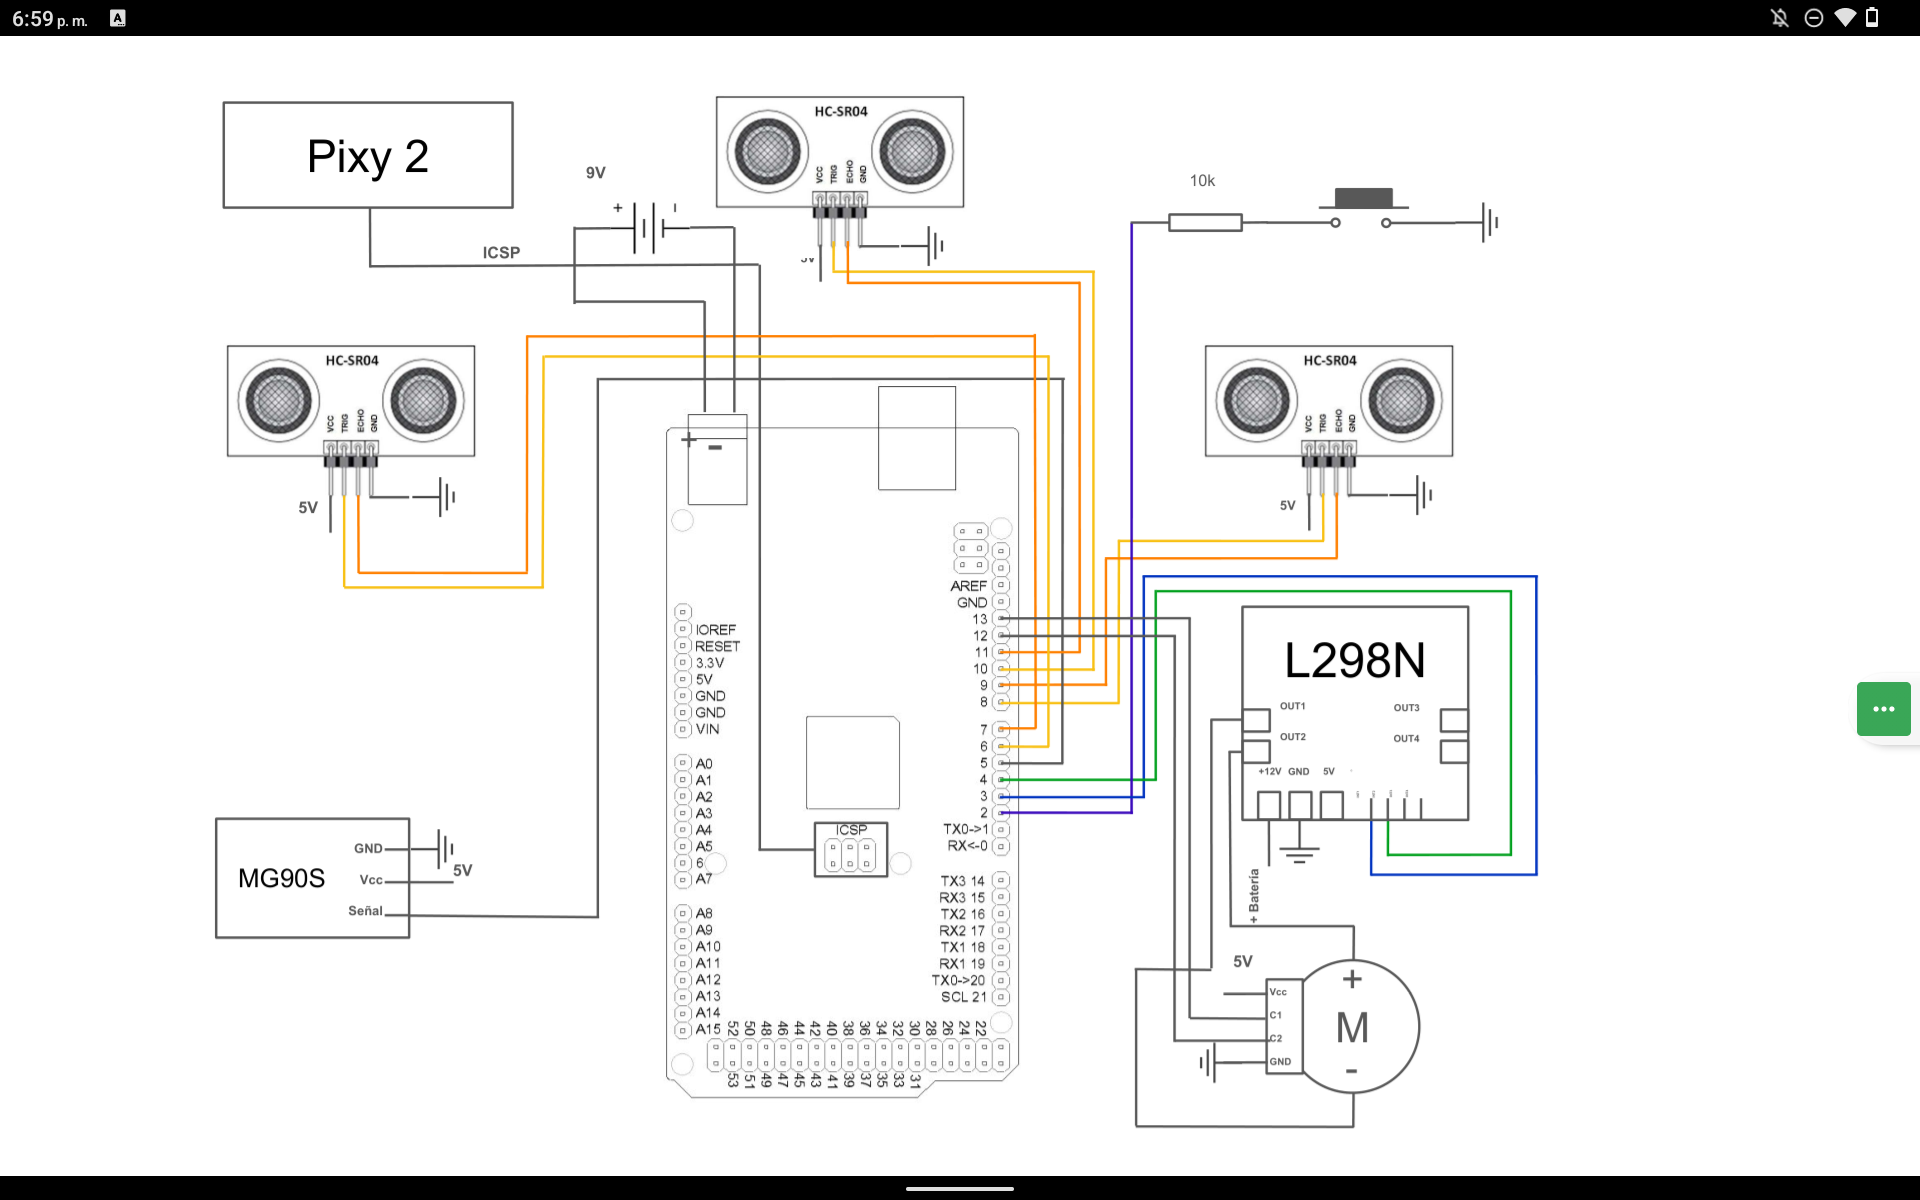 6:59 p. m.
A
Pixy 2
9V
+
ICSP
HC-SR04
VCC
TRIG
ECHO
GND
10k
HC-SR04
VCC
TRIG
ECHO
GND
5V
HC-SR04
VCC
TRIG
ECHO
GND
5V
+
-
AREF
GND
13
12
11
10
9
8
7
6
5
4
3
2
TX0->1
RX<-0
TX3 14
RX3 15
TX2 16
RX2 17
TX1 18
RX1 19
TX0->20
SCL 21
IOREF
RESET
3.3V
5V
GND
GND
VIN
A0
A1
A2
A3
A4
A5
6
A7
A8
A9
A10
A11
A12
A13
A14
A15
ICSP
52 50 48 46 44 42 40 38 36 34 32 30 28 26 24 22
53 51 49 47 45 43 41 39 37 35 33 31
MG90S
GND
Vcc
Señal
5V
L298N
OUT1
OUT2
OUT3
OUT4
+12V GND 5V
+ Bateria
5V
Vcc
C1
C2
GND
+
M
-